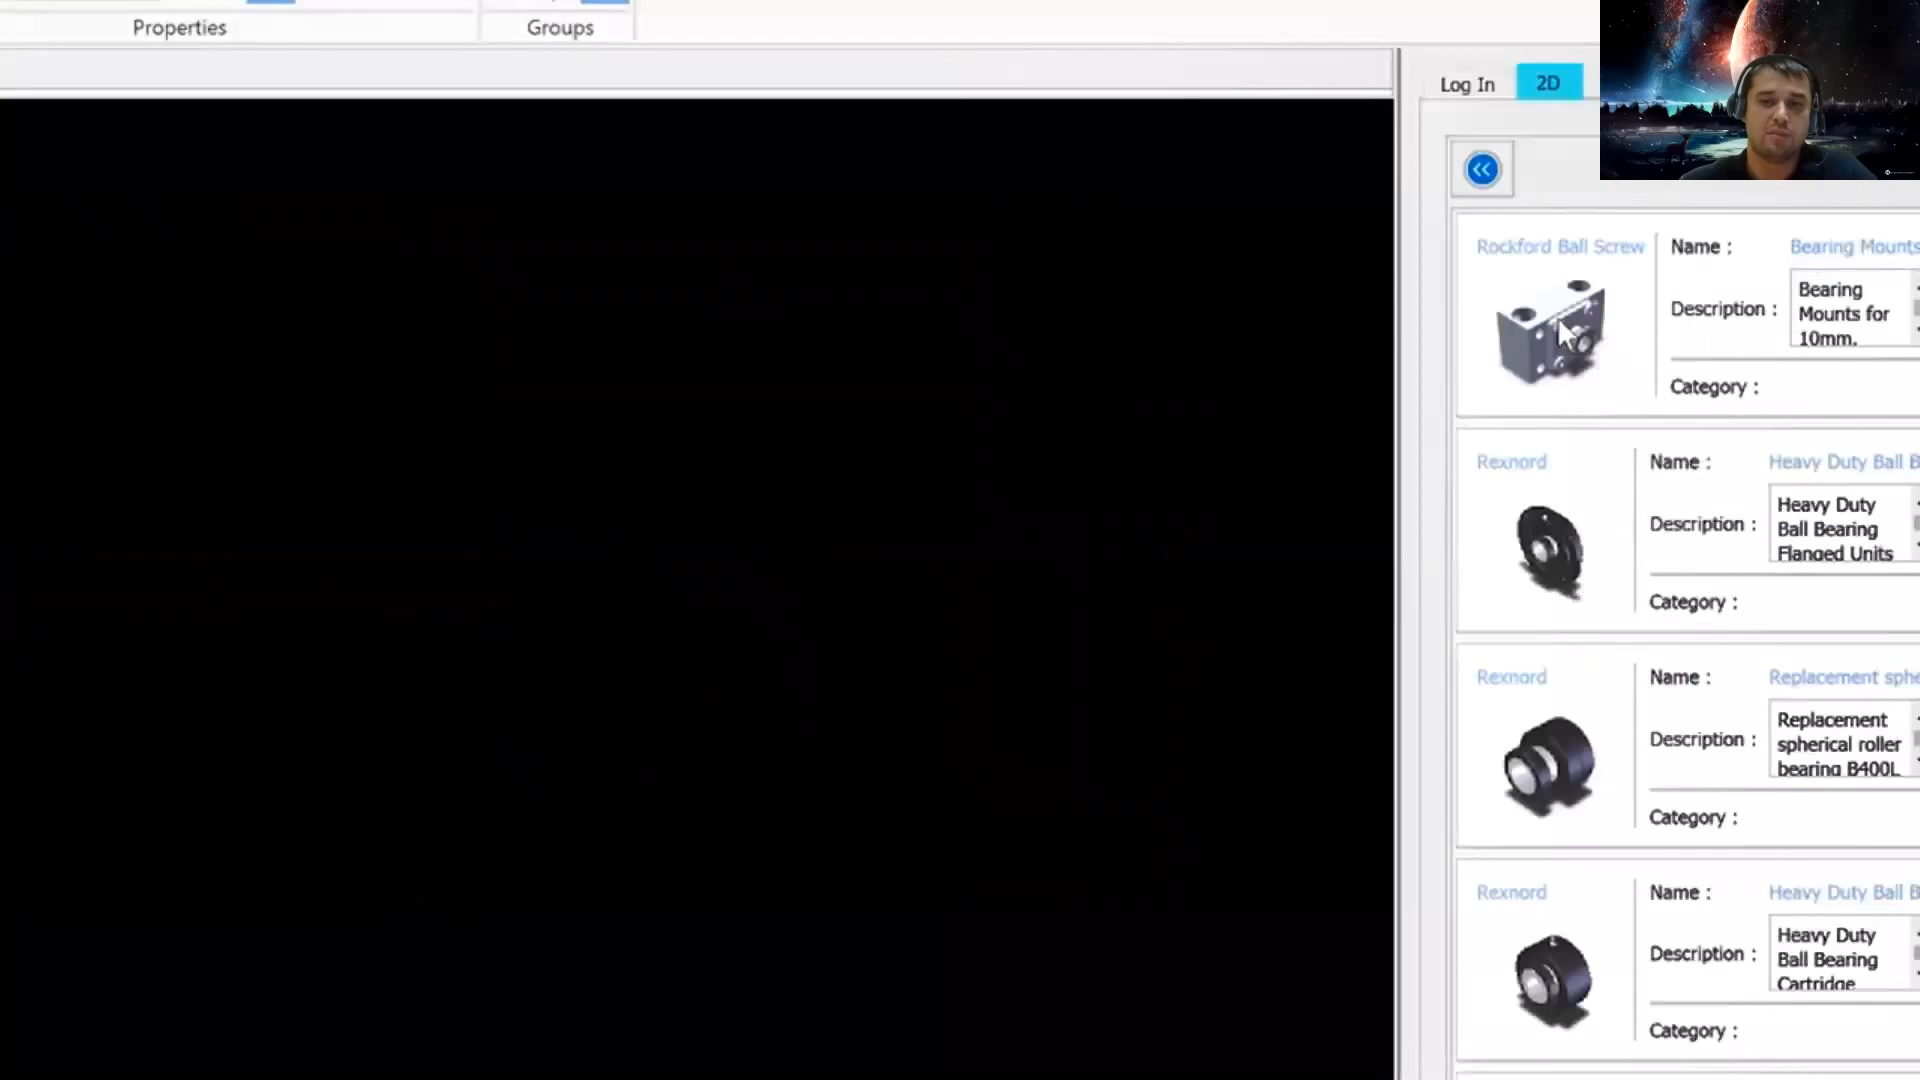 Properties
Groups
Log In
2D
Rockford Ball Screw
Name :
Bearing Mounts
Description :
Bearing
Mounts for
10mm.
Category :
Rexnord
Name :
Heavy Duty Ball B
Description :
Heavy Duty
Ball Bearing
Flanged Units
Category :
Rexnord
Name :
Replacement sphe
Description :
Replacement
spherical roller
bearing B400L
Category :
Rexnord
Name :
Heavy Duty Ball B
Description :
Heavy Duty
Ball Bearing
Cartridge
Category :